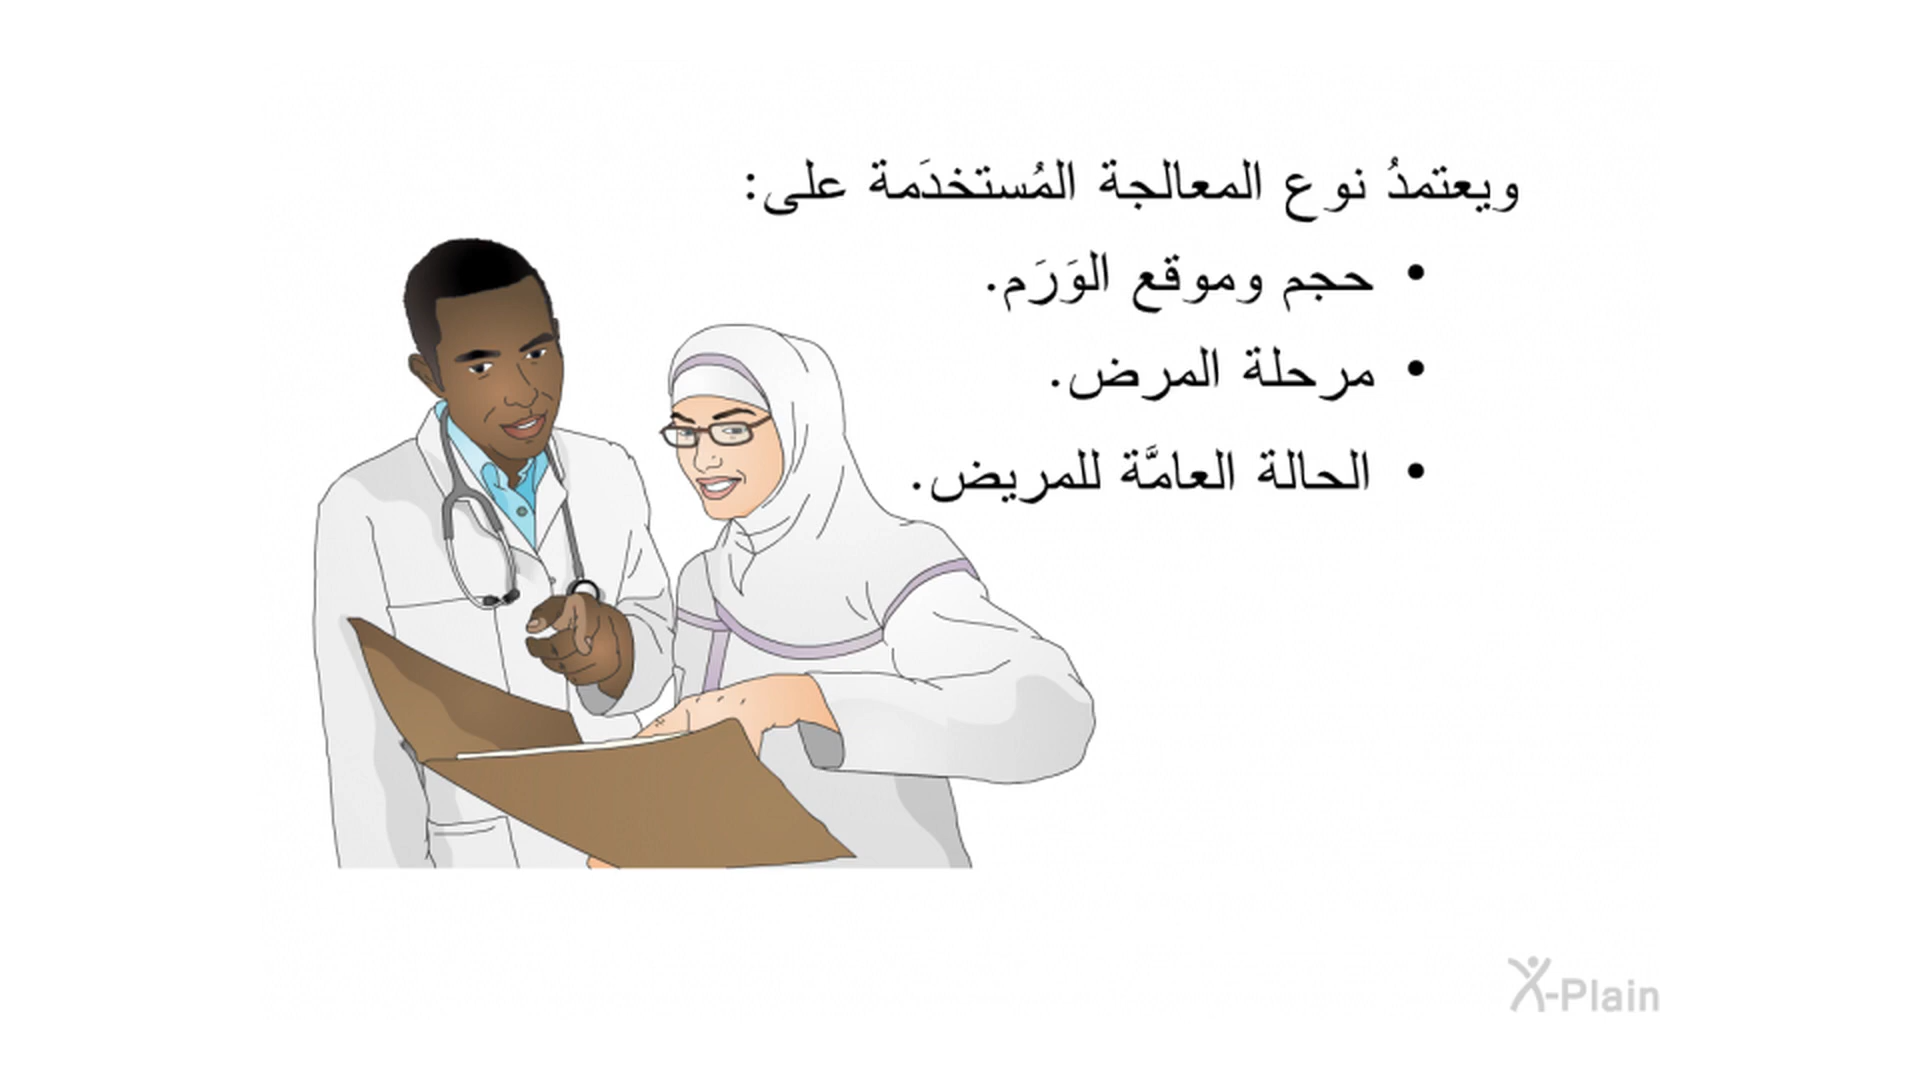 ويعتمدُ نوع المعالجة المُستخدَمة على:
• حجم وموقع الوَرَم.
• مرحلة المرض.
• الحالة العامَّة للمريض.
X-Plain